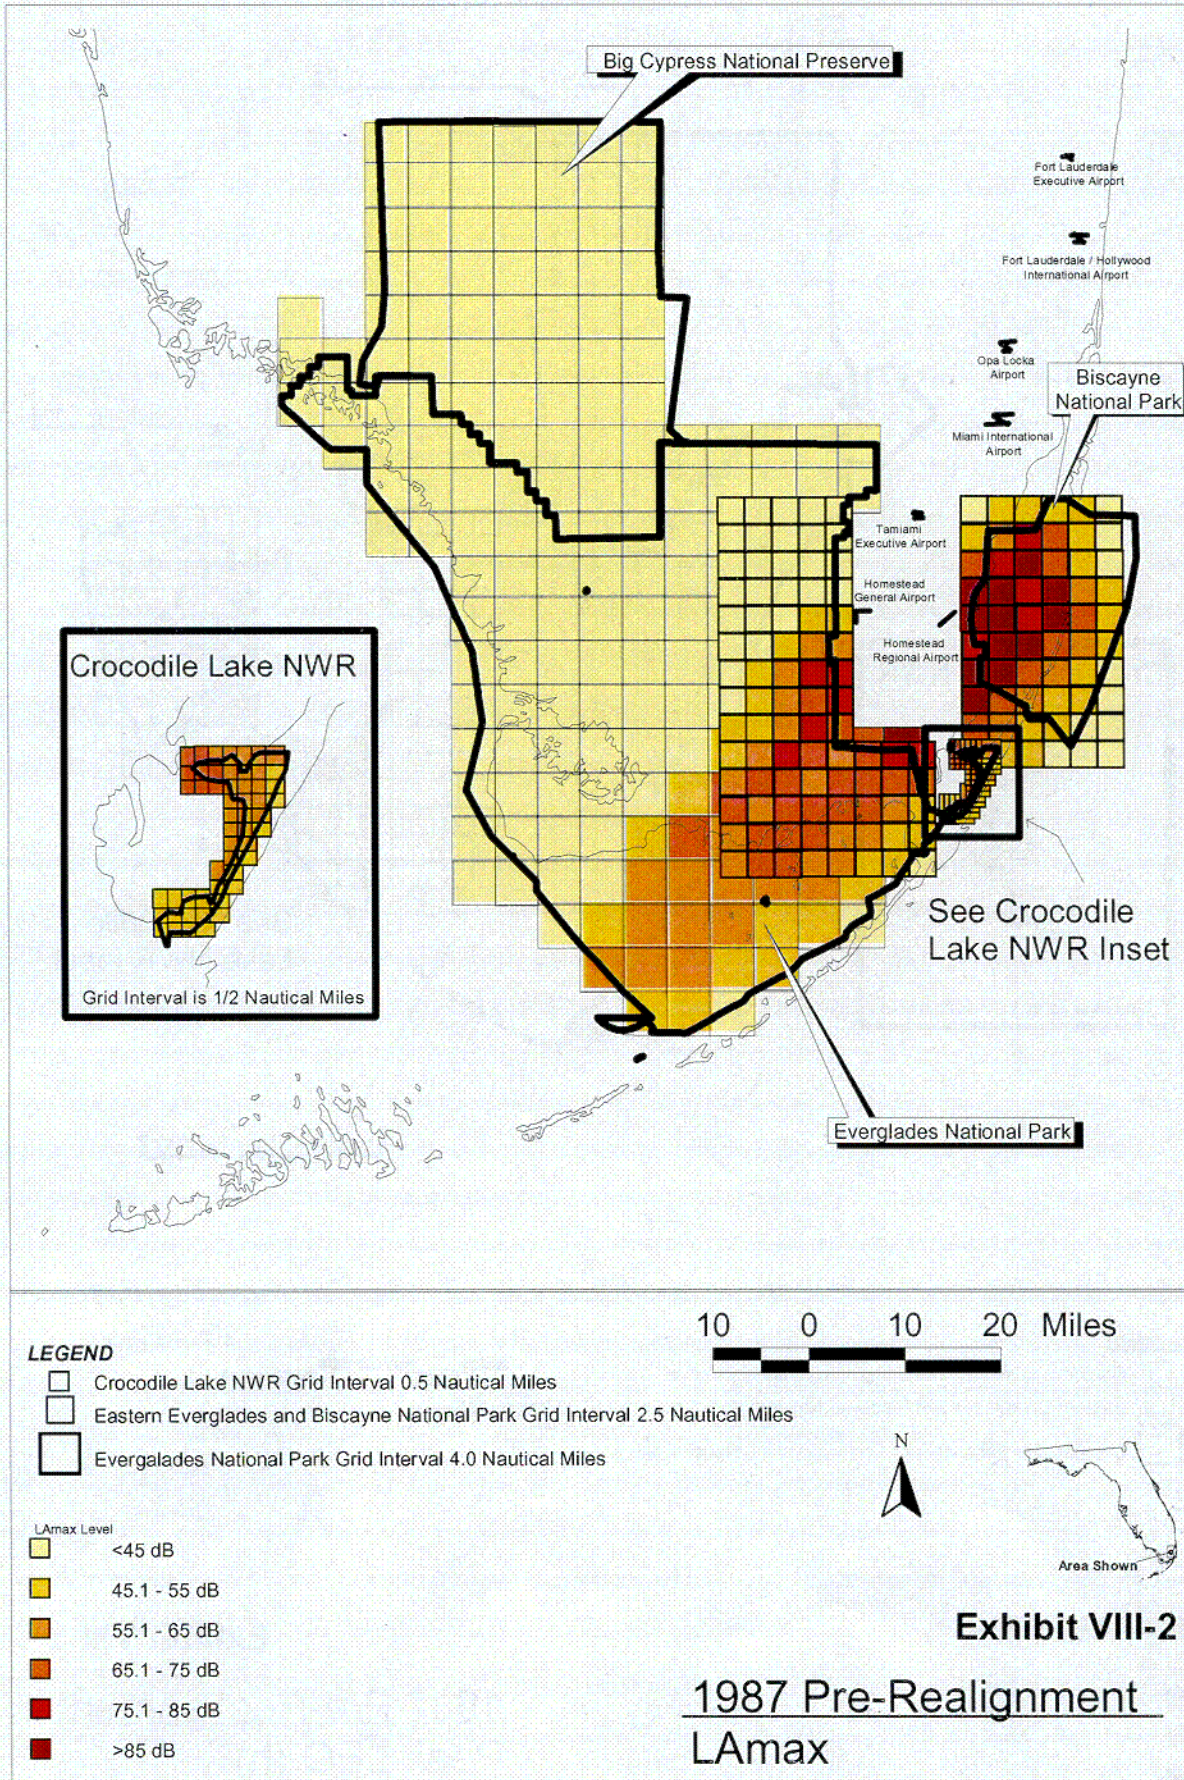 Big Cypress National Preserve
Fort Lauderdale
Executive Airport
Fort Lauderdale / Hollywood
International Airport
Opa Locka
Airport
Biscayne
National Park
Miami International
Airport
Tamiami
Executive Airport
Homestead
General Airport
Homestead
Regional Airport
Crocodile Lake NWR
Grid Interval is 1/2 Nautical Miles
See Crocodile
Lake NWR Inset
Everglades National Park
10 0 10 20 Miles
LEGEND
Crocodile Lake NWR Grid Interval 0.5 Nautical Miles
Eastern Everglades and Biscayne National Park Grid Interval 2.5 Nautical Miles
Evergalades National Park Grid Interval 4.0 Nautical Miles
N
Area Shown
LAmax Level
<45 dB
45.1 - 55 dB
55.1 - 65 dB
65.1 - 75 dB
75.1 - 85 dB
>85 dB
Exhibit VIII-2
1987 Pre-Realignment
LAmax